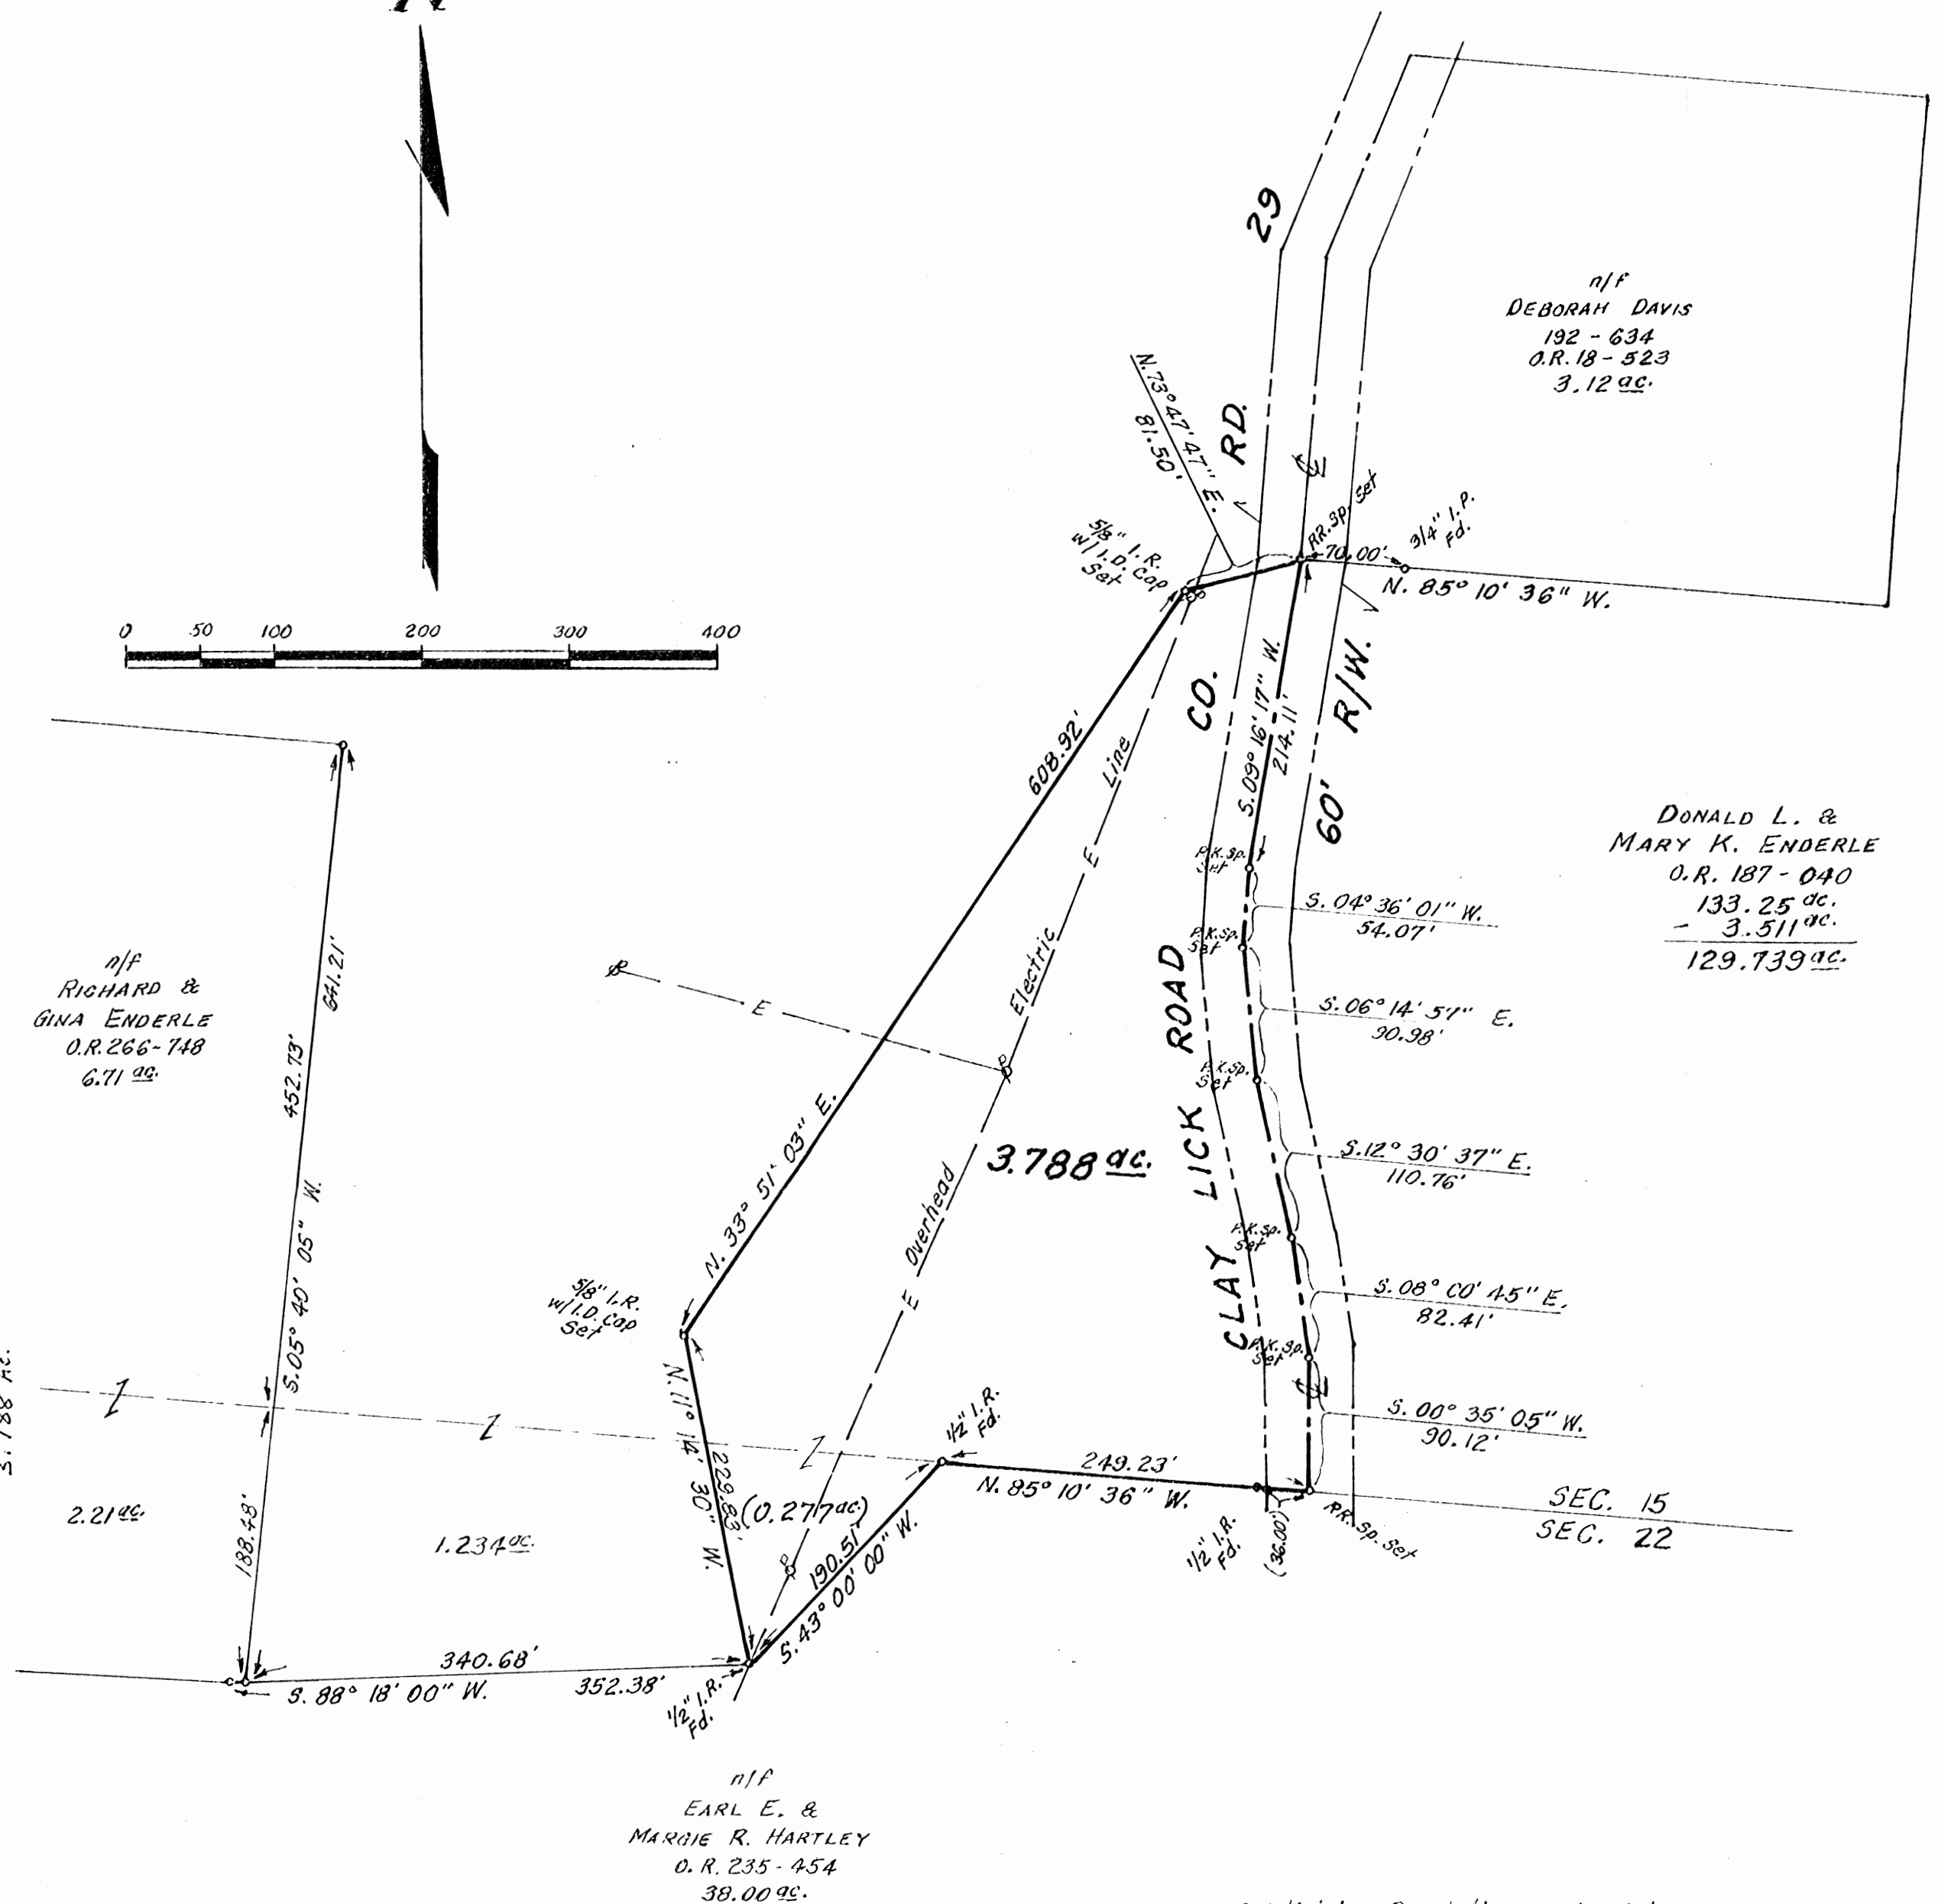 N
29
n/f
DEBORAH DAVIS
192 - 634
O.R. 18 - 523
3.12 ac.
N. 73° 47' 47" E.
81.50'
RD.
5/8" I.R.
w/ I.D. Cap
Set
RR. Sp. Set
70.00'
3/4" I.P.
Fd.
N. 85° 10' 36" W.
0 50 100 200 300 400
CO.
S. 09° 16' 17" W.
214.11'
60' R/W.
608.92'
N. 33° 51' 03" E.
Overhead Electric Line
E
E
E
DONALD L. &
MARY K. ENDERLE
O.R. 187 - 040
133.25 ac.
- 3.511 ac.
129.739 ac.
P.K. Sp.
Set
S. 04° 36' 01" W.
54.07'
P.K. Sp.
Set
S. 06° 14' 57" E.
90.98'
P.K. Sp.
Set
n/f
RICHARD &
GINA ENDERLE
O.R. 266-748
6.71 ac.
641.21'
452.73'
S. 05° 40' 05" W.
188.48'
CLAY LICK ROAD
3.788 ac.
S. 12° 30' 37" E.
110.76'
P.K. Sp.
Set
S. 08° 00' 45" E.
82.41'
P.K. Sp.
Set
S. 00° 35' 05" W.
90.12'
5/8" I.R.
w/ I.D. Cap
Set
N. 11° 14' 30" W.
229.83'
1/2" I.R.
Fd.
249.23'
N. 85° 10' 36" W.
1/2" I.R.
Fd.
(36.00')
RR. Sp. Set
SEC. 15
SEC. 22
2.21 ac.
1.234 ac.
(0.277 ac.)
190.51'
S. 43° 00' 00" W.
340.68'
S. 88° 18' 00" W.
352.38'
1/2" I.R.
Fd.
n/f
EARL E. &
MARGIE R. HARTLEY
O.R. 235 - 454
38.00 ac.